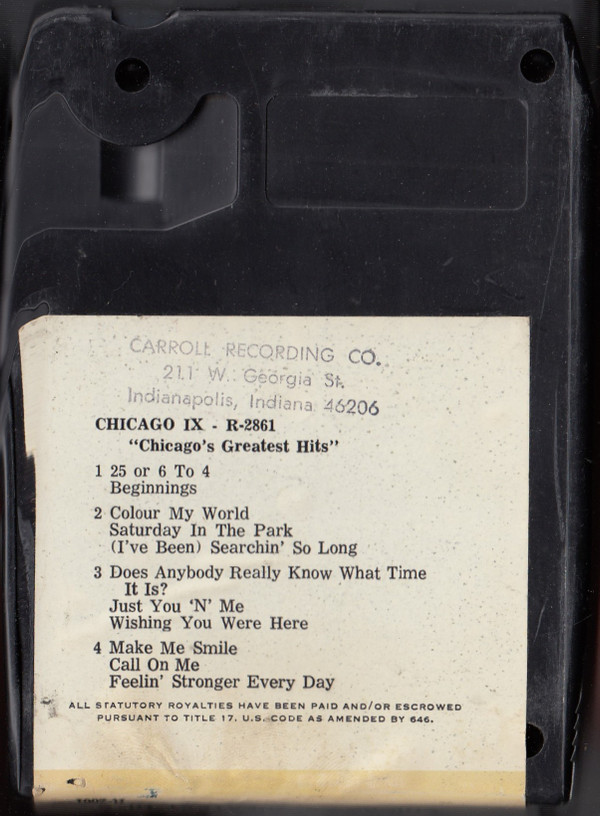 CARROLL RECORDING CO.
211 W. Georgia St.
Indianapolis, Indiana 46206
CHICAGO IX - R-2861
"Chicago's Greatest Hits"
1 25 or 6 To 4
Beginnings
2 Colour My World
Saturday In The Park
(I've Been) Searchin' So Long
3 Does Anybody Really Know What Time
It Is?
Just You 'N' Me
Wishing You Were Here
4 Make Me Smile
Call On Me
Feelin' Stronger Every Day
ALL STATUTORY ROYALTIES HAVE BEEN PAID AND/OR ESCROWED
PURSUANT TO TITLE 17. U.S. CODE AS AMENDED BY 646.